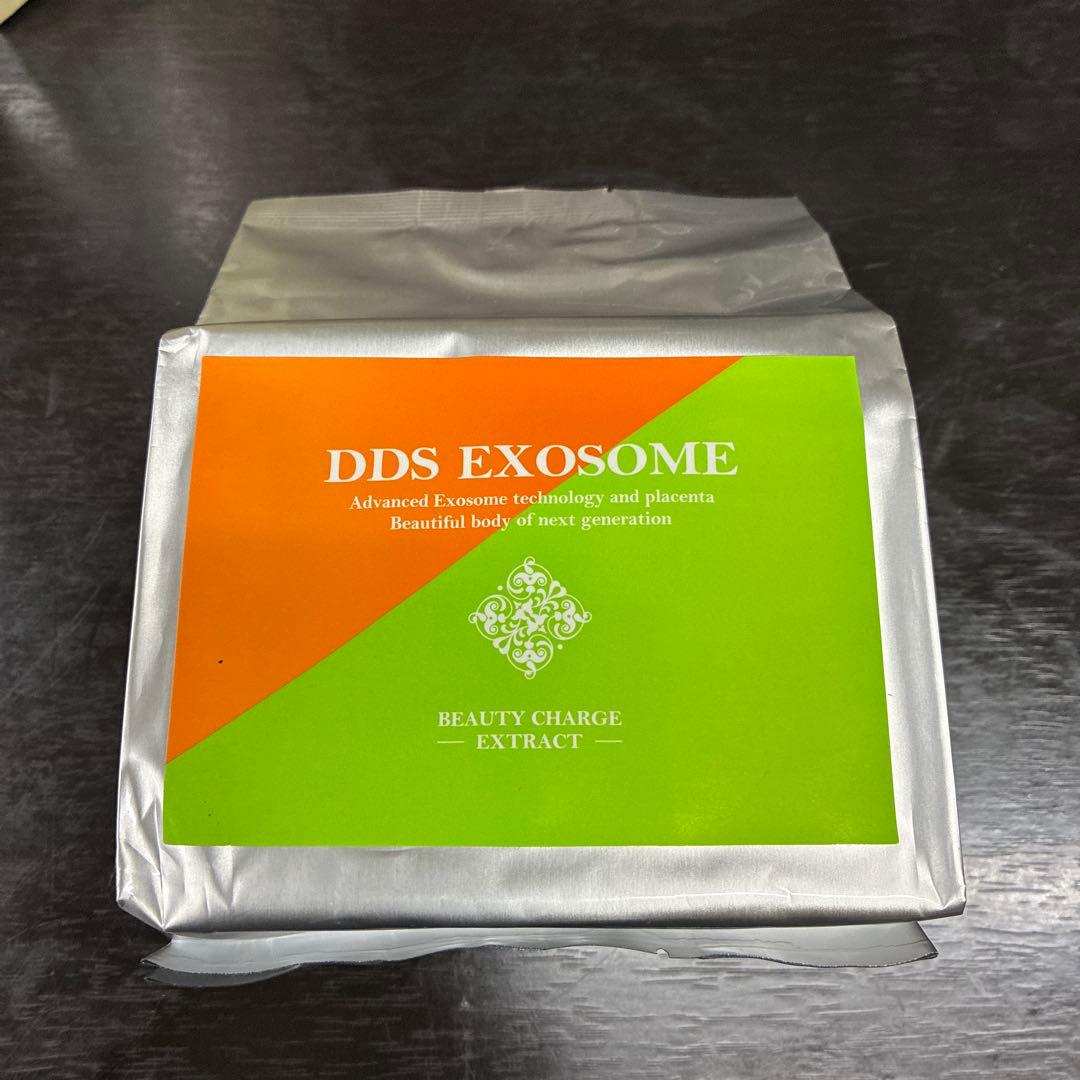 DDS EXOSOME
Advanced Exosome technology and placenta
Beautiful body of next generation
BEAUTY CHARGE
— EXTRACT —